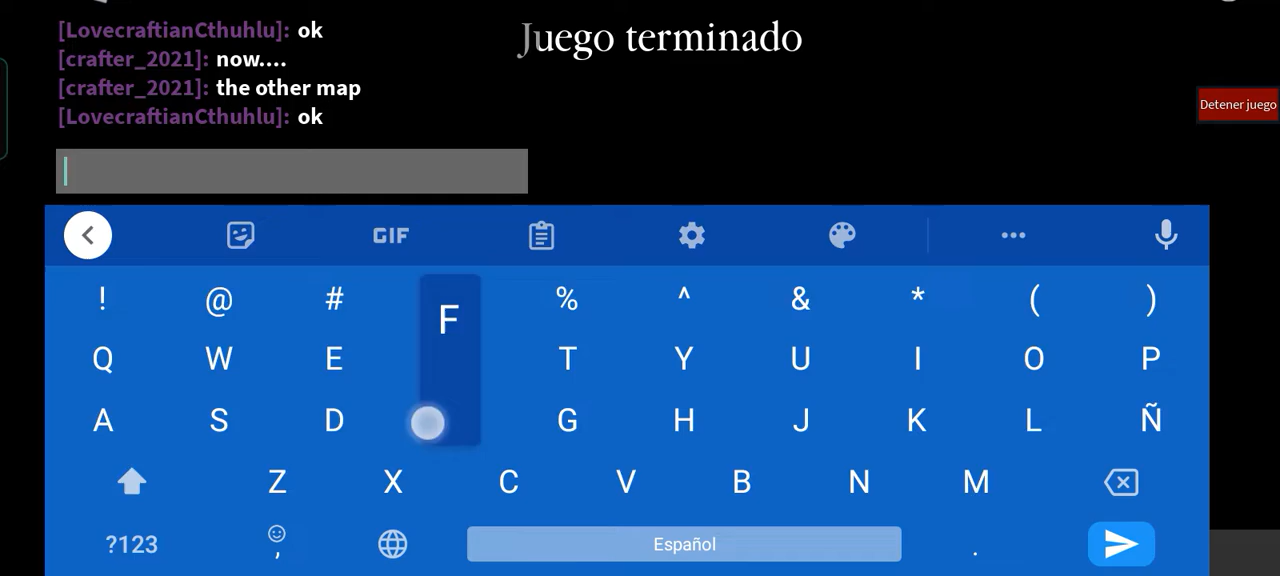 [LovecraftianCthuhlu]: ok
Juego terminado
[crafter_2021]: now....
[crafter_2021]: the other map
[LovecraftianCthuhlu]: ok
Detener juego
GIF
! @ # % ^ & * ( )
F
Q W E T Y U I O P
A S D G H J K L Ñ
Z X C V B N M
?123 , Español .